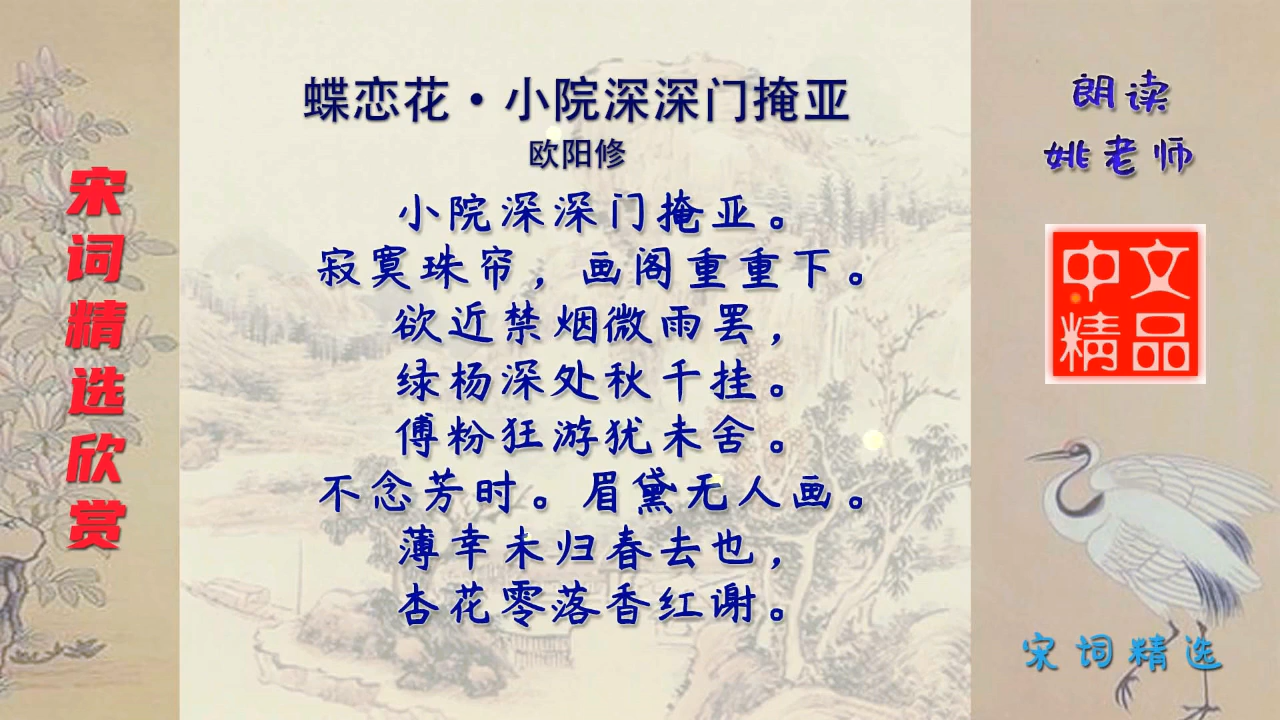 宋词精选欣赏
蝶恋花·小院深深门掩亚
欧阳修
小院深深门掩亚。
寂寞珠帘，画阁重重下。
欲近禁烟微雨罢，
绿杨深处秋千挂。
傅粉狂游犹未舍。
不念芳时。眉黛无人画。
薄幸未归春去也，
杏花零落香红谢。
朗读
姚老师
中文
精品
宋词精选